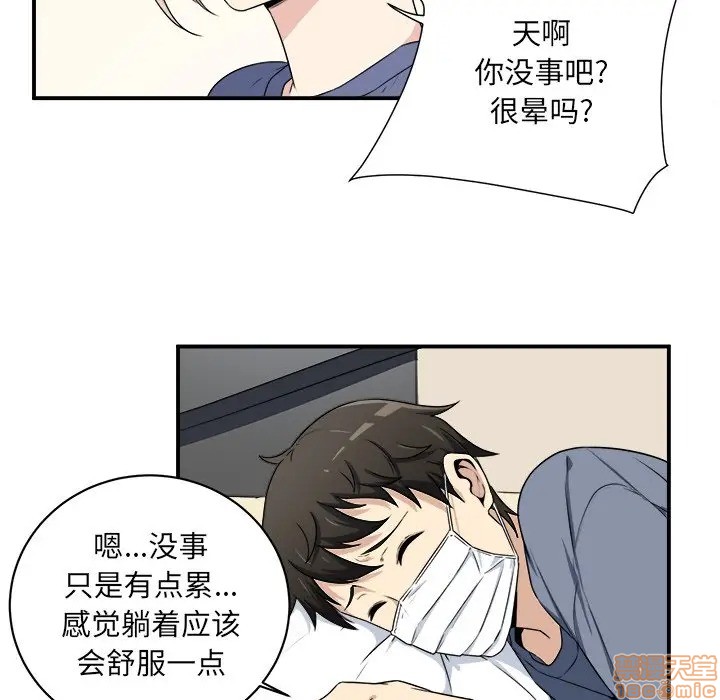 天啊
你没事吧?
很晕吗?
嗯...没事
只是有点累...
感觉躺着应该
会舒服一点